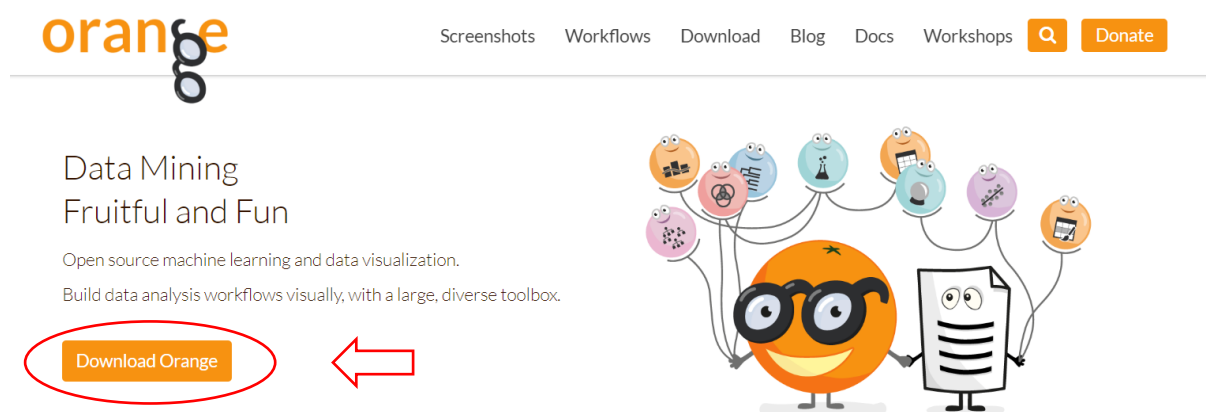 orange
Screenshots Workflows Download Blog Docs Workshops Donate
Data Mining
Fruitful and Fun
Open source machine learning and data visualization.
Build data analysis workflows visually, with a large, diverse toolbox.
Download Orange